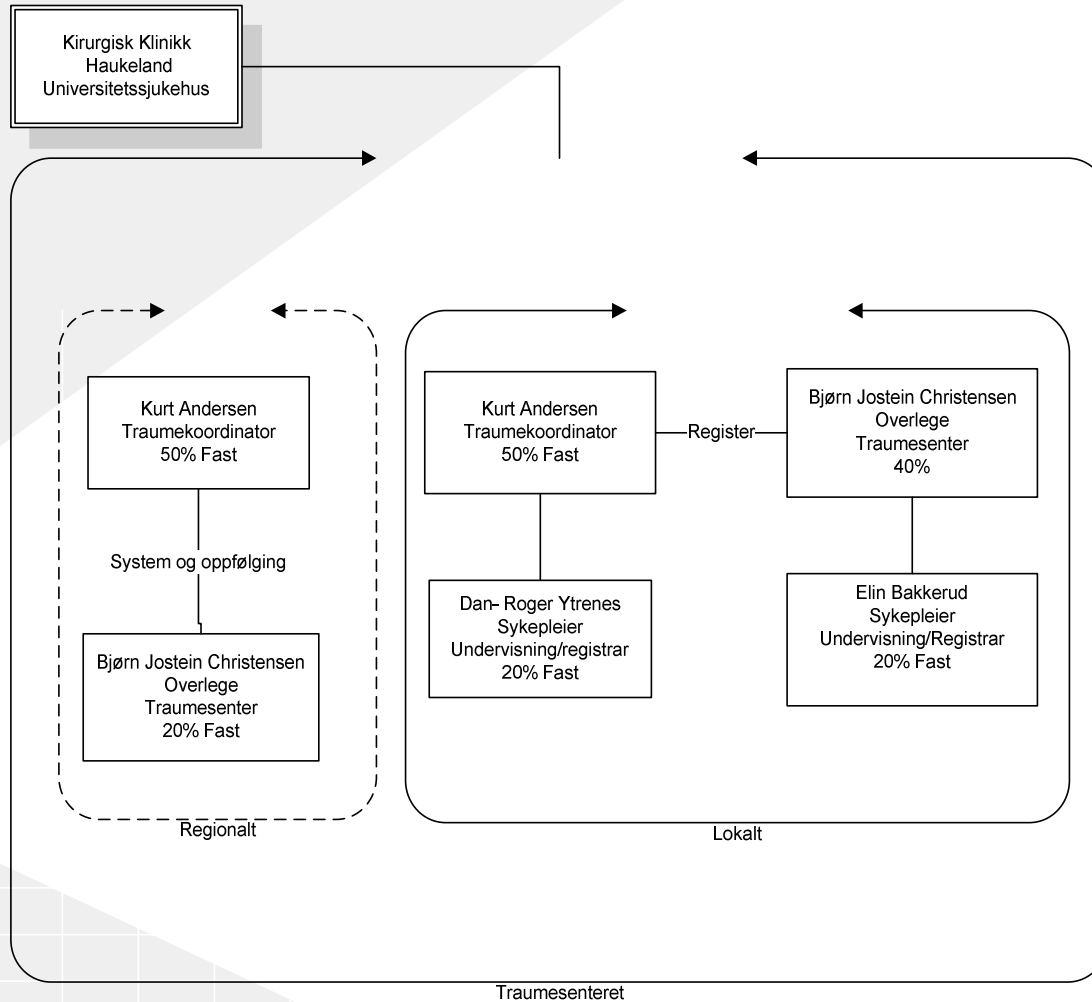 Kirurgisk Klinikk
Haukeland
Universitetssjukehus
Kurt Andersen
Traumekoordinator
50% Fast
System og oppfølging
Bjørn Jostein Christensen
Overlege
Traumesenter
20% Fast
Regionalt
Kurt Andersen
Traumekoordinator
50% Fast
Register
Bjørn Jostein Christensen
Overlege
Traumesenter
40%
Dan– Roger Ytrenes
Sykepleier
Undervisning/registrar
20% Fast
Elin Bakkerud
Sykepleier
Undervisning/Registrar
20% Fast
Lokalt
Traumesenteret